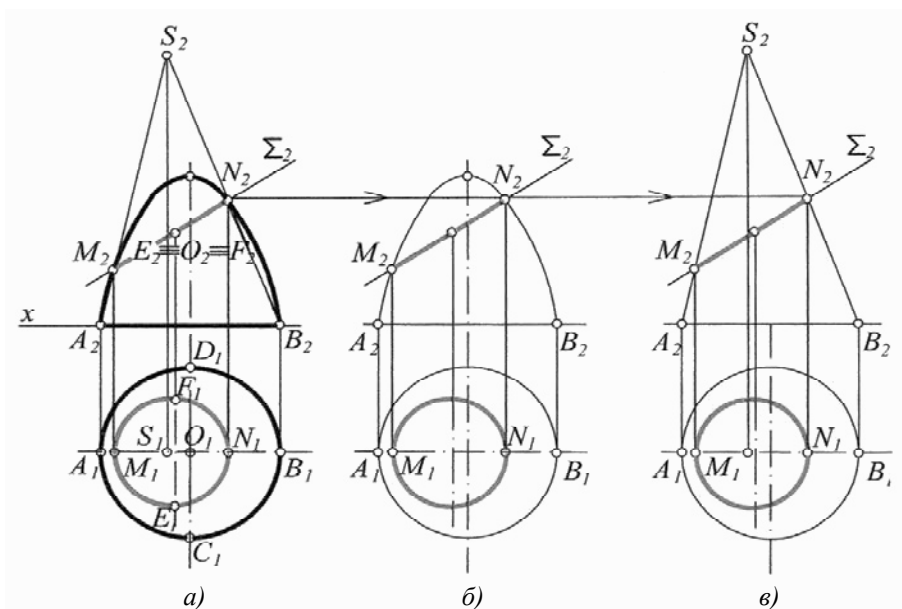 S₂ S₂
Σ₂ Σ₂ Σ₂
N₂ N₂ N₂
M₂ E₂≡O₂≡F₂ M₂ M₂
x
A₂ B₂ A₂ B₂ A₂ B₂
D₁
F₁
S₁ O₁ N₁ N₁ N₁
A₁ M₁ B₁ A₁ M₁ B₁ A₁ M₁ B₁
E₁
C₁
а) б) в)